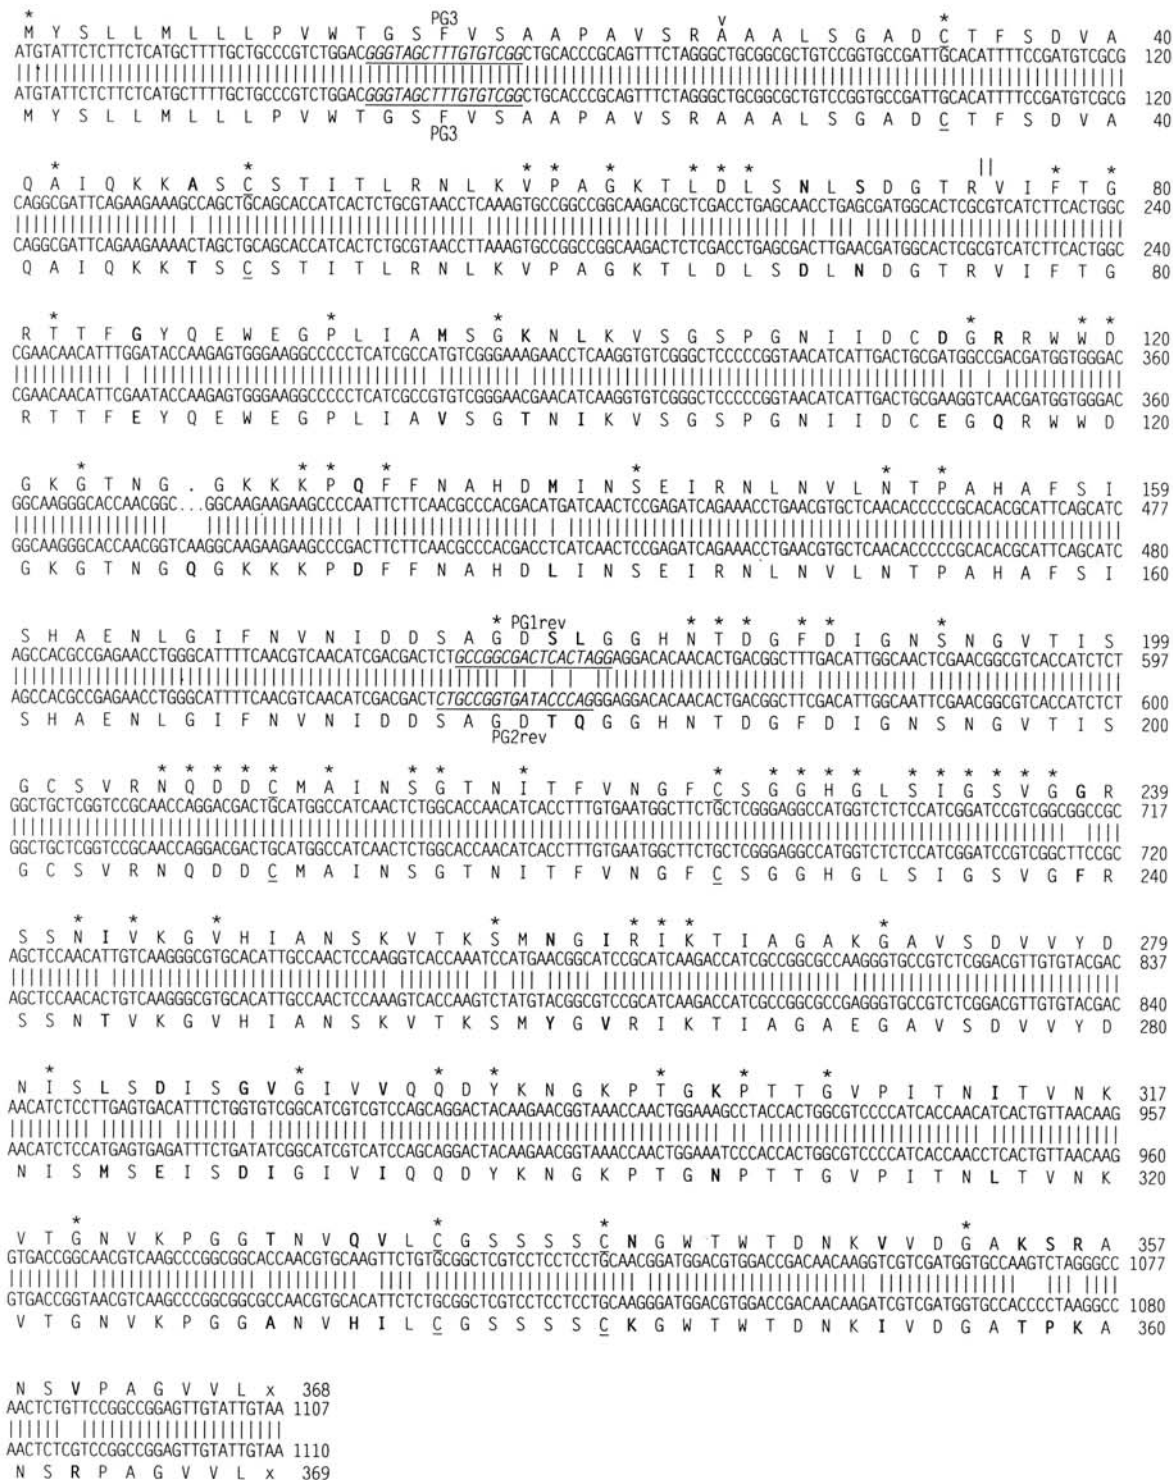 PG3
M Y S L L M L L L P V W T G S F V S A A P A V S R A A A L S G A D C T F S D V A 40
ATGTATTCTCTTCTCATGCTTTTGCTGCCCGTCTGGACGGGTAGCTTTGTGTCGGCTGCACCCGCAGTTTCTAGGGCTGCGGCGCTGTCCGGTGCCGATTGCACATTTTCCGATGTCGCG 120
ATGTATTCTCTTCTCATGCTTTTGCTGCCCGTCTGGACGGGTAGCTTTGTGTCGGCTGCACCCGCAGTTTCTAGGGCTGCGGCGCTGTCCGGTGCCGATTGCACATTTTCCGATGTCGCG 120
M Y S L L M L L L P V W T G S F V S A A P A V S R A A A L S G A D C T F S D V A 40
PG3
Q A I Q K K A S C S T I T L R N L K V P A G K T L D L S N L S D G T R V I F T G 80
CAGGCGATTCAGAAGAAAGCCAGCTGCAGCACCATCACTCTGCGTAACCTCAAAGTGCCGGCCGGCAAGACGCTCGACCTGAGCAACCTGAGCGATGGCACTCGCGTCATCTTCACTGGC 240
CAGGCGATTCAGAAGAAAACTAGCTGCAGCACCATCACTCTGCGTAACCTTAAAGTGCCGGCCGGCAAGACTCTCGACCTGAGCGACTTGAACGATGGCACTCGCGTCATCTTCACTGGC 240
Q A I Q K K T S C S T I T L R N L K V P A G K T L D L S D L N D G T R V I F T G 80
R T T F G Y Q E W E G P L I A M S G K N L K V S G S P G N I I D C D G R R W W D 120
CGAACAACATTTGGATACCAAGAGTGGGAAGGCCCCCTCATCGCCATGTCGGGAAAGAACCTCAAGGTGTCGGGCTCCCCCGGTAACATCATTGACTGCGATGGCCGACGATGGTGGGAC 360
CGAACAACATTCGAATACCAAGAGTGGGAAGGCCCCCTCATCGCCGTGTCGGGAACGAACATCAAGGTGTCGGGCTCCCCCGGTAACATCATTGACTGCGAAGGTCAACGATGGTGGGAC 360
R T T F E Y Q E W E G P L I A V S G T N I K V S G S P G N I I D C E G Q R W W D 120
G K G T N G . G K K K P Q F F N A H D M I N S E I R N L N V L N T P A H A F S I 159
GGCAAGGGCACCAACGGC...GGCAAGAAGAAGCCCCAATTCTTCAACGCCCACGACATGATCAACTCCGAGATCAGAAACCTGAACGTGCTCAACACCCCCGCACACGCATTCAGCATC 477
GGCAAGGGCACCAACGGTCAAGGCAAGAAGAAGCCCGACTTCTTCAACGCCCACGACCTCATCAACTCCGAGATCAGAAACCTGAACGTGCTCAACACCCCCGCACACGCATTCAGCATC 480
G K G T N G Q G K K K P D F F N A H D L I N S E I R N L N V L N T P A H A F S I 160
PG1rev
S H A E N L G I F N V N I D D S A G D S L G G H N T D G F D I G N S N G V T I S 199
AGCCACGCCGAGAACCTGGGCATTTTCAACGTCAACATCGACGACTCTGCCGGCGACTCACTAGGAGGACACAACACTGACGGCTTTGACATTGGCAACTCGAACGGCGTCACCATCTCT 597
AGCCACGCCGAGAACCTGGGCATTTTCAACGTCAACATCGACGACTCTGCCGGTGATACCCAGGGAGGACACAACACTGACGGCTTCGACATTGGCAATTCGAACGGCGTCACCATCTCT 600
S H A E N L G I F N V N I D D S A G D T Q G G H N T D G F D I G N S N G V T I S 200
PG2rev
G C S V R N Q D D C M A I N S G T N I T F V N G F C S G G H G L S I G S V G G R 239
GGCTGCTCGGTCCGCAACCAGGACGACTGCATGGCCATCAACTCTGGCACCAACATCACCTTTGTGAATGGCTTCTGCTCGGGAGGCCATGGTCTCTCCATCGGATCCGTCGGCGGCCGC 717
GGCTGCTCGGTCCGCAACCAGGACGACTGCATGGCCATCAACTCTGGCACCAACATCACCTTTGTGAATGGCTTCTGCTCGGGAGGCCATGGTCTCTCCATCGGATCCGTCGGCTTCCGC 720
G C S V R N Q D D C M A I N S G T N I T F V N G F C S G G H G L S I G S V G F R 240
S S N I V K G V H I A N S K V T K S M N G I R I K T I A G A K G A V S D V V Y D 279
AGCTCCAACATTGTCAAGGGCGTGCACATTGCCAACTCCAAGGTCACCAAATCCATGAACGGCATCCGCATCAAGACCATCGCCGGCGCCAAGGGTGCCGTCTCGGACGTTGTGTACGAC 837
AGCTCCAACACTGTCAAGGGCGTGCACATTGCCAACTCCAAAGTCACCAAGTCTATGTACGGCGTCCGCATCAAGACCATCGCCGGCGCCGAGGGTGCCGTCTCGGACGTTGTGTACGAC 840
S S N T V K G V H I A N S K V T K S M Y G V R I K T I A G A E G A V S D V V Y D 280
N I S L S D I S G V G I V V Q Q D Y K N G K P T G K P T T G V P I T N I T V N K 317
AACATCTCCTTGAGTGACATTTCTGGTGTCGGCATCGTCGTCCAGCAGGACTACAAGAACGGTAAACCAACTGGAAAGCCTACCACTGGCGTCCCCATCACCAACATCACTGTTAACAAG 957
AACATCTCCATGAGTGAGATTTCTGATATCGGCATCGTCATCCAGCAGGACTACAAGAACGGTAAACCAACTGGAAATCCCACCACTGGCGTCCCCATCACCAACCTCACTGTTAACAAG 960
N I S M S E I S D I G I V I Q Q D Y K N G K P T G N P T T G V P I T N L T V N K 320
V T G N V K P G G T N V Q V L C G S S S S C N G W T W T D N K V V D G A K S R A 357
GTGACCGGCAACGTCAAGCCCGGCGGCACCAACGTGCAAGTTCTGTGCGGCTCGTCCTCCTCCTGCAACGGATGGACGTGGACCGACAACAAGGTCGTCGATGGTGCCAAGTCTAGGGCC 1077
GTGACCGGTAACGTCAAGCCCGGCGGCGCCAACGTGCACATTCTCTGCGGCTCGTCCTCCTCCTGCAAGGGATGGACGTGGACCGACAACAAGATCGTCGATGGTGCCACCCCTAAGGCC 1080
V T G N V K P G G A N V H I L C G S S S S C K G W T W T D N K I V D G A T P K A 360
N S V P A G V V L x 368
AACTCTGTTCCGGCCGGAGTTGTATTGTAA 1107
AACTCTCGTCCGGCCGGAGTTGTATTGTAA 1110
N S R P A G V V L x 369